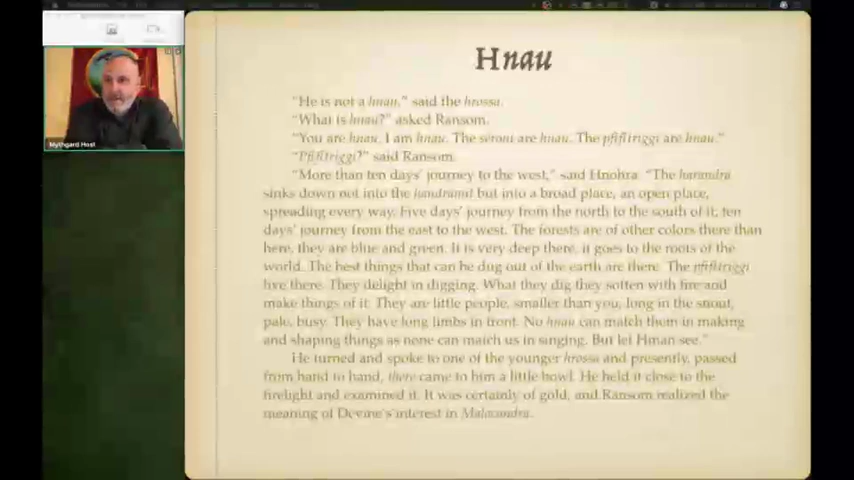 Hnau
"He is not a hnau," said the hrossa.
"What is hnau?" asked Ransom.
"You are hnau. I am hnau. The séroni are hnau. The pfifltriggi are hnau."
"Pfifltriggi?" said Ransom.
"More than ten days' journey to the west," said Hnohra. "The harandra
sinks down not into the handramit but into a broad place, an open place,
spreading every way. Five days' journey from the north to the south of it; ten
days' journey from the east to the west. The forests are of other colors there than
here, they are blue and green. It is very deep there, it goes to the roots of the
world. The best things that can be dug out of the earth are there. The pfifltriggi
live there. They delight in digging. What they dig they soften with fire and
make things of it. They are little people, smaller than you, long in the snout,
pale, busy. They have long limbs in front. No hnau can match them in making
and shaping things as none can match us in singing. But let Hman see."
He turned and spoke to one of the younger hrossa and presently, passed
from hand to hand, there came to him a little bowl. He held it close to the
firelight and examined it. It was certainly of gold, and Ransom realized the
meaning of Devine's interest in Malacandra.
Mythgard Host